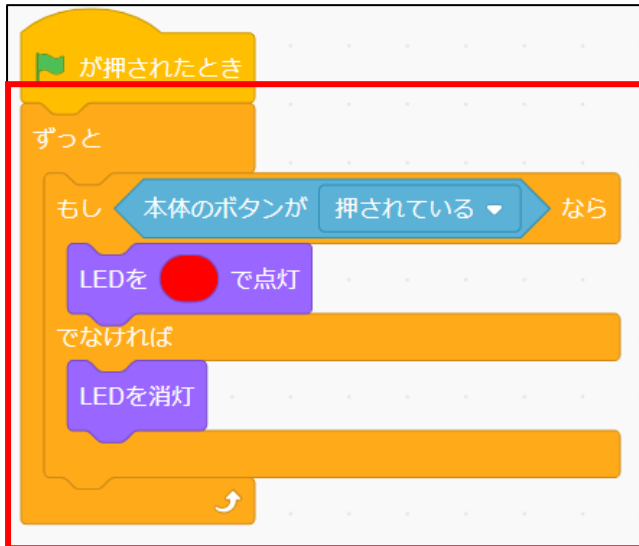 が押されたとき
ずっと
もし 本体のボタンが 押されている なら
LEDを で点灯
でなければ
LEDを消灯